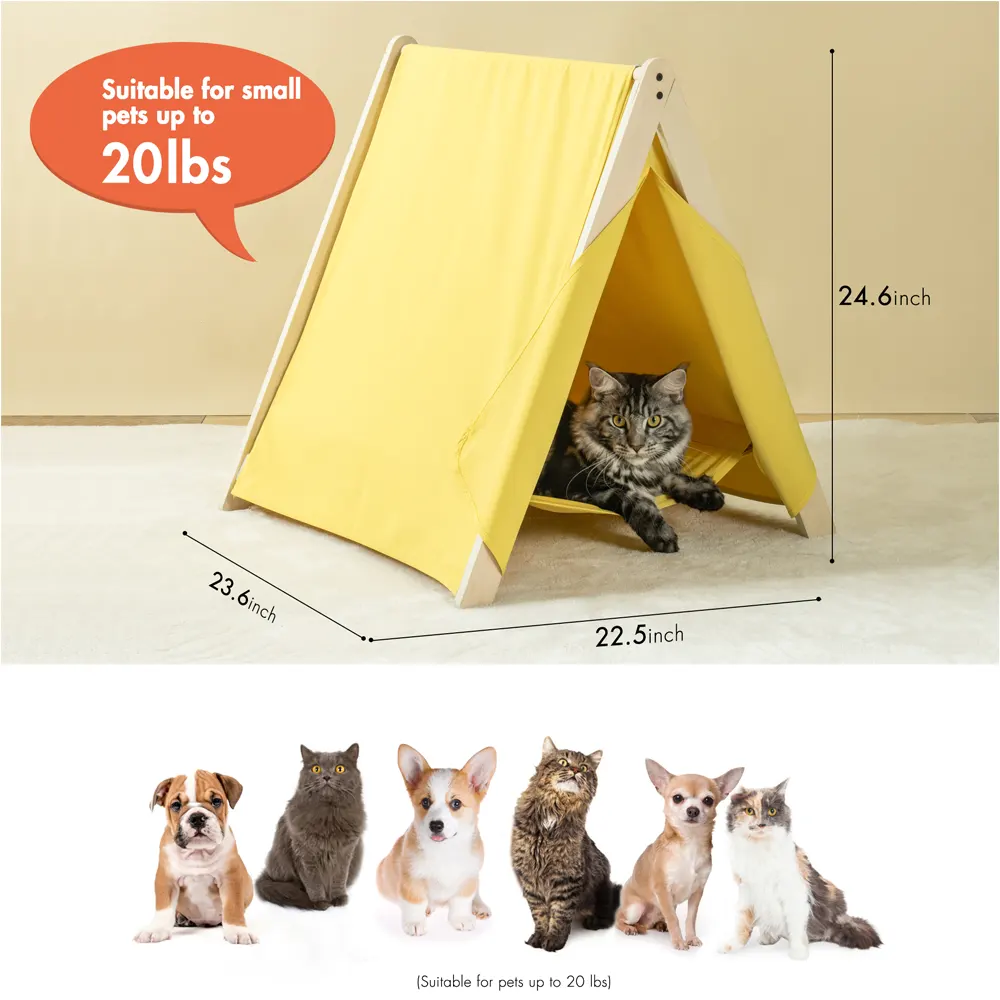 Suitable for small
pets up to
20lbs
24.6inch
23.6inch
22.5inch
(Suitable for pets up to 20 lbs)